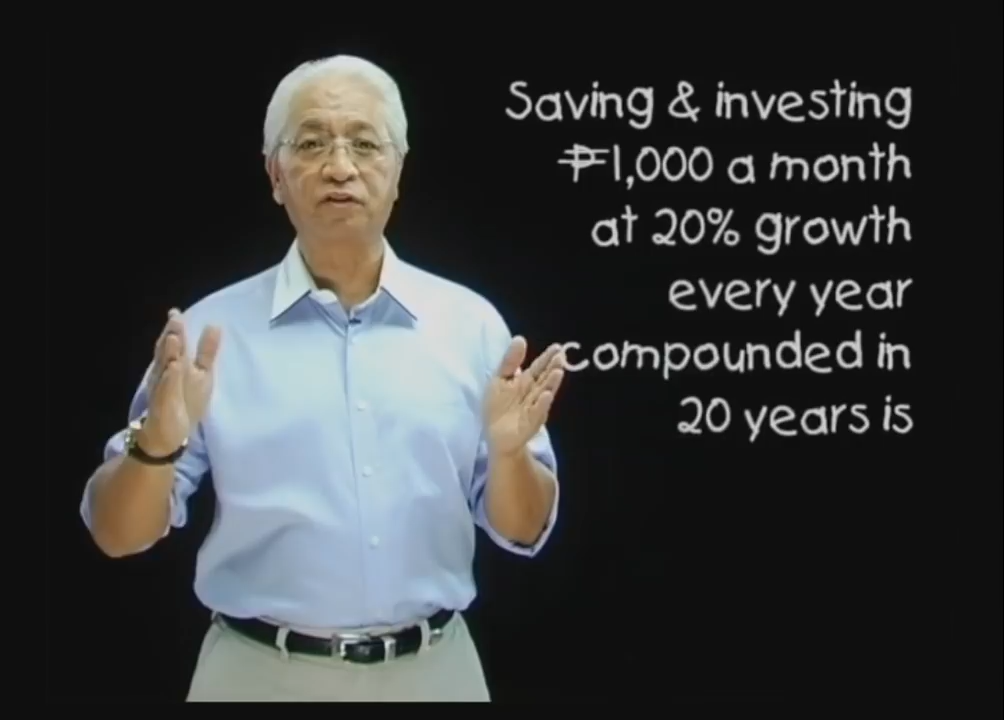 Saving & investing
₱1,000 a month
at 20% growth
every year
compounded in
20 years is